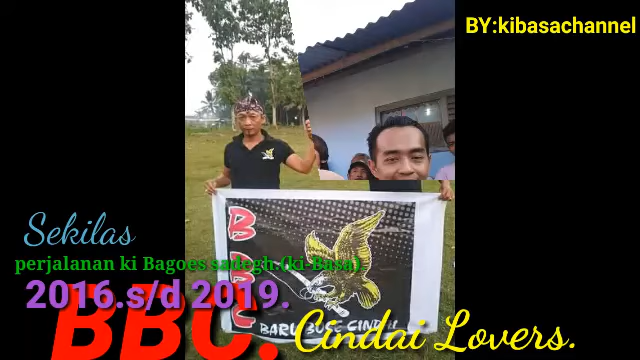 BY:kibasachannel
Sekilas
perjalanan ki Bagoes sadegh.(ki-Basa).
2016.s/d 2019.
BBC. Cindai Lovers.
B
B
C